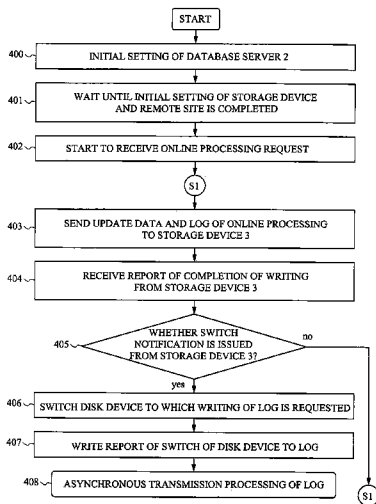 START
400
INITIAL SETTING OF DATABASE SERVER 2
401
WAIT UNTIL INITIAL SETTING OF STORAGE DEVICE
AND REMOTE SITE IS COMPLETED
402
START TO RECEIVE ONLINE PROCESSING REQUEST
S1
403
SEND UPDATE DATA AND LOG OF ONLINE PROCESSING
TO STORAGE DEVICE 3
404
RECEIVE REPORT OF COMPLETION OF WRITING
FROM STORAGE DEVICE 3
405
WHETHER SWITCH
NOTIFICATION IS ISSUED
FROM STORAGE DEVICE 3?
no
yes
406
SWITCH DISK DEVICE TO WHICH WRITING OF LOG IS REQUESTED
407
WRITE REPORT OF SWITCH OF DISK DEVICE TO LOG
408
ASYNCHRONOUS TRANSMISSION PROCESSING OF LOG
S1